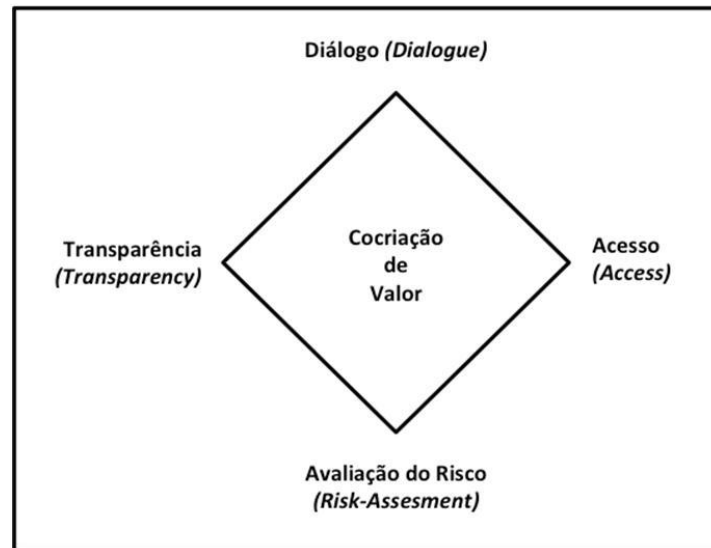 Diálogo (Dialogue)
Transparência
(Transparency)
Cocriação
de
Valor
Acesso
(Access)
Avaliação do Risco
(Risk-Assesment)